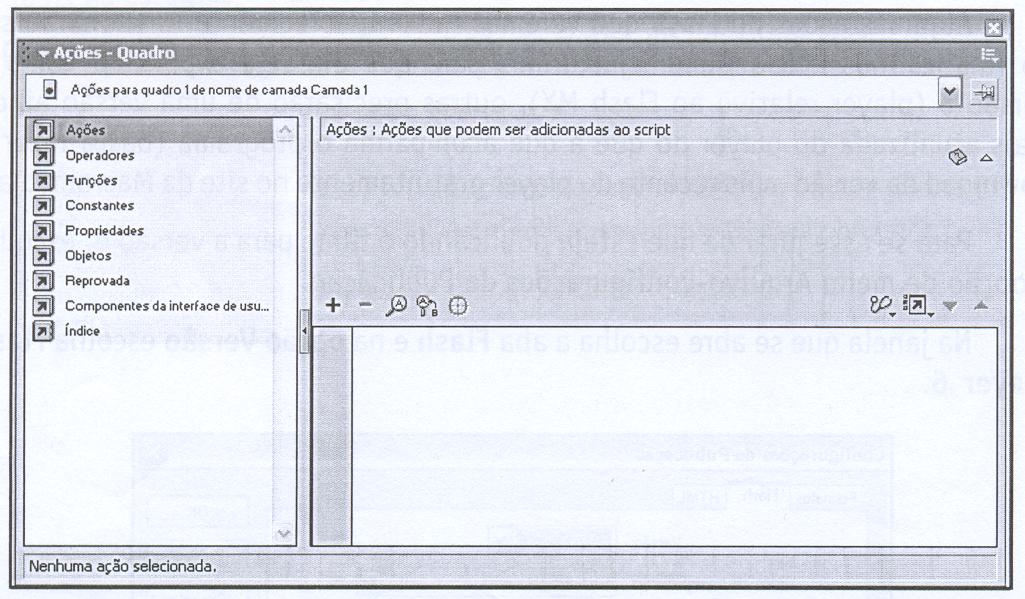 Ações - Quadro
Ações para quadro 1 de nome de camada Camada 1
Ações
Ações : Ações que podem ser adicionadas ao script
Operadores
Funções
Constantes
Propriedades
Objetos
Reprovada
Componentes da interface de usu...
Índice
Nenhuma ação selecionada.